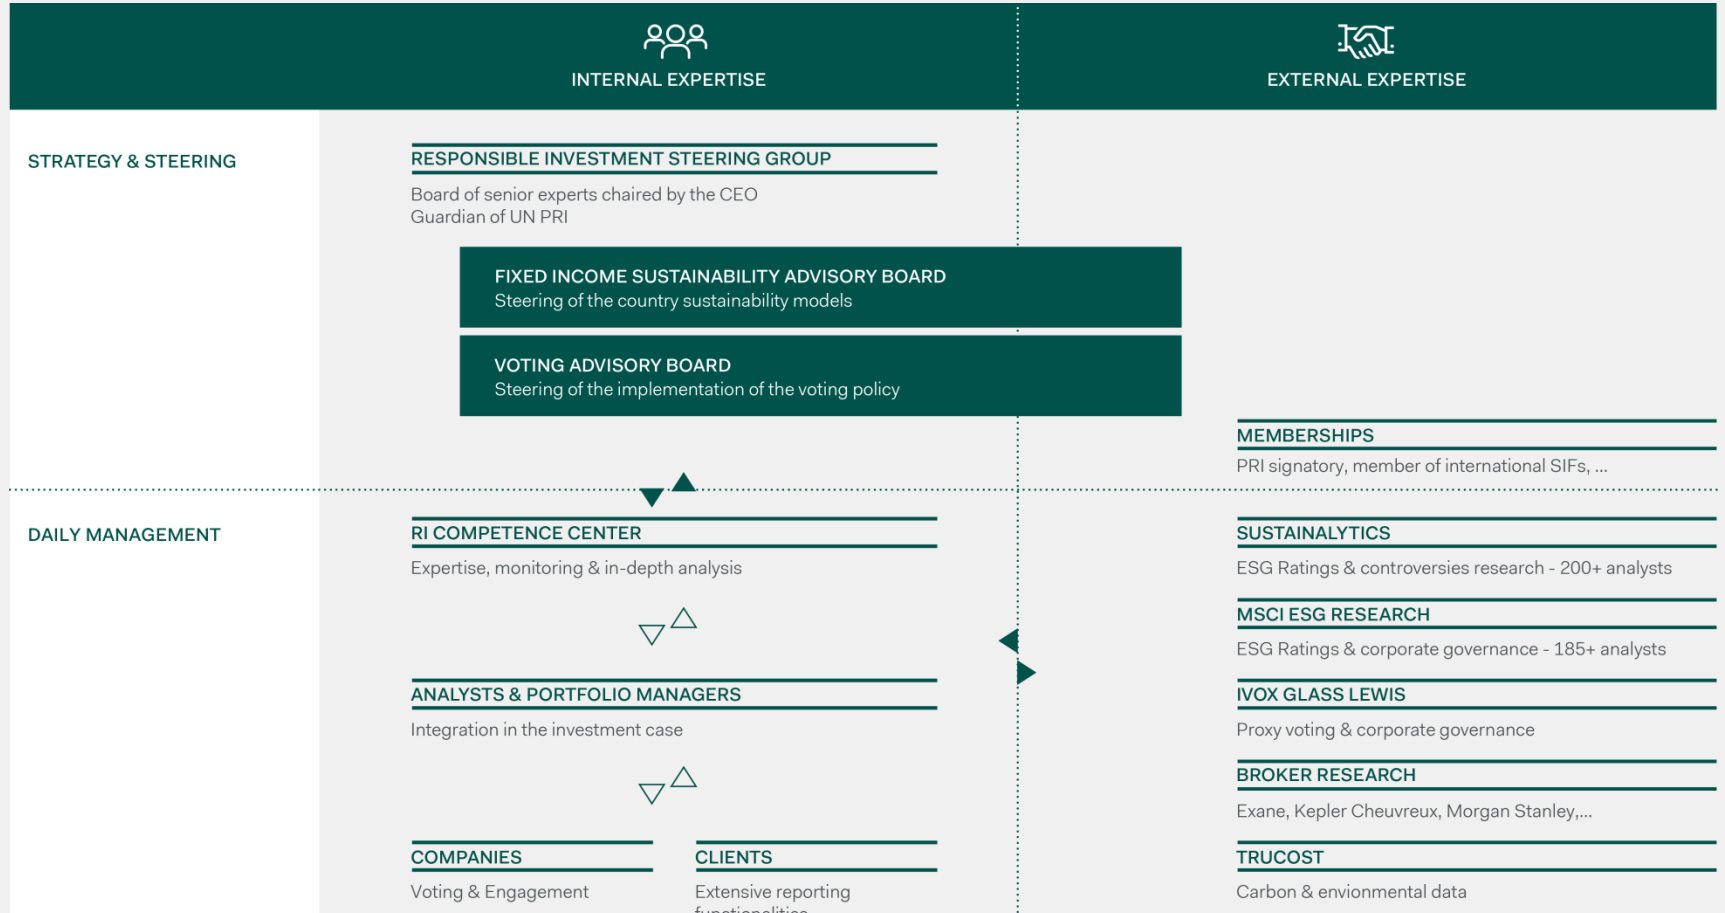 INTERNAL EXPERTISE
EXTERNAL EXPERTISE
STRATEGY & STEERING
RESPONSIBLE INVESTMENT STEERING GROUP
Board of senior experts chaired by the CEO
Guardian of UN PRI
FIXED INCOME SUSTAINABILITY ADVISORY BOARD
Steering of the country sustainability models
VOTING ADVISORY BOARD
Steering of the implementation of the voting policy
MEMBERSHIPS
PRI signatory, member of international SIFs, ...
DAILY MANAGEMENT
RI COMPETENCE CENTER
Expertise, monitoring & in-depth analysis
ANALYSTS & PORTFOLIO MANAGERS
Integration in the investment case
COMPANIES
Voting & Engagement
CLIENTS
Extensive reporting
functionalities
SUSTAINALYTICS
ESG Ratings & controversies research - 200+ analysts
MSCI ESG RESEARCH
ESG Ratings & corporate governance - 185+ analysts
IVOX GLASS LEWIS
Proxy voting & corporate governance
BROKER RESEARCH
Exane, Kepler Cheuvreux, Morgan Stanley,...
TRUCOST
Carbon & envionmental data